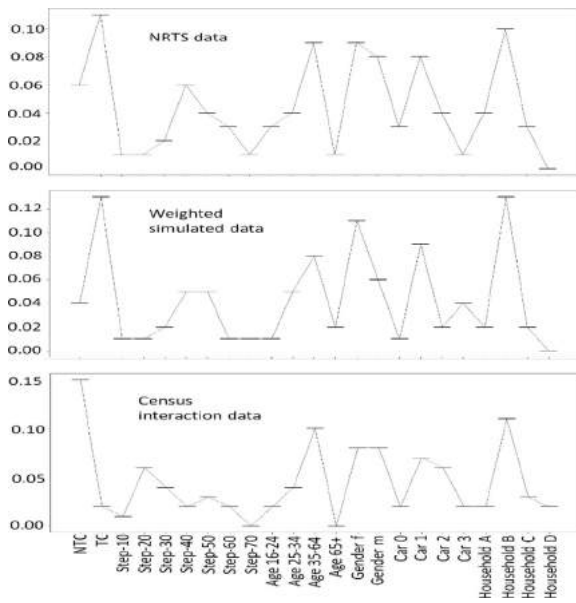 NRTS data
0.10
0.08
0.06
0.04
0.02
0.00
Weighted
simulated data
0.12
0.10
0.08
0.06
0.04
0.02
0.00
Census
interaction data
0.15
0.10
0.05
0.00
NTC
TC
Step-10
Step-20
Step-30
Step-40
Step-50
Step-60
Step-70
Age 16-24
Age 25-34
Age 35-64
Age 65+
Gender f
Gender m
Car 0
Car 1
Car 2
Car 3
Household A
Household B
Household C
Household D